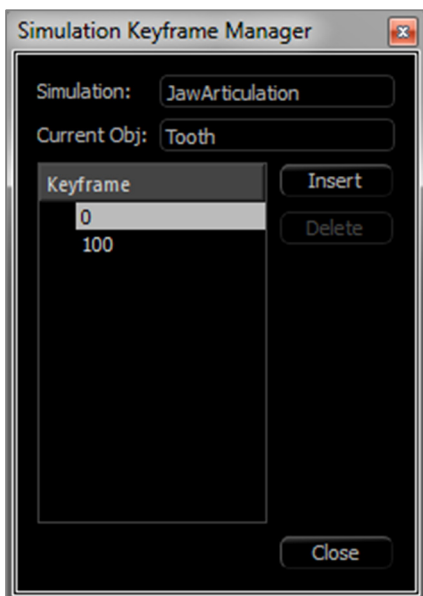 Simulation Keyframe Manager
Simulation: JawArticulation
Current Obj: Tooth
Keyframe
Insert
0
Delete
100
Close